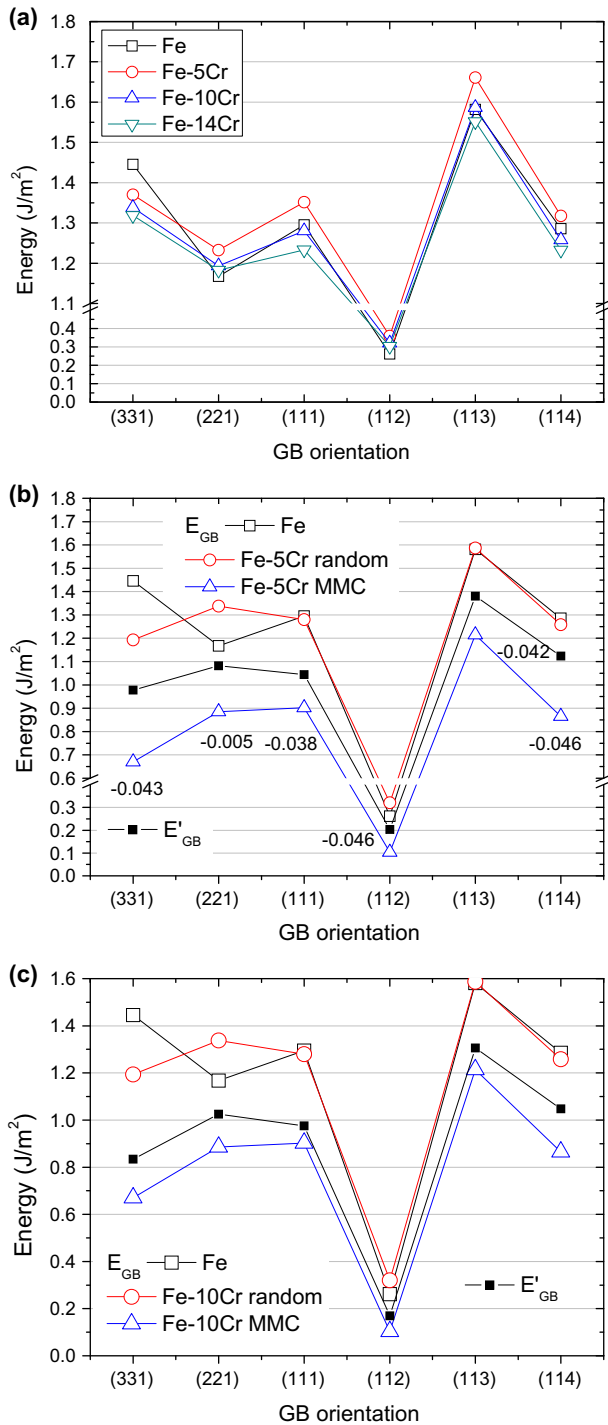 (a)
1.8
1.7
1.6
1.5
1.4
1.3
1.2
1.1
0.4
0.3
0.2
0.1
0.0
Energy (J/m²)
Fe
Fe-5Cr
Fe-10Cr
Fe-14Cr
(331) (221) (111) (112) (113) (114)
GB orientation
(b)
1.8
1.7
1.6
1.5
1.4
1.3
1.2
1.1
1.0
0.9
0.8
0.7
0.6
0.3
0.2
0.1
0.0
Energy (J/m²)
E_GB Fe
Fe-5Cr random
Fe-5Cr MMC
-0.043
-0.005
-0.038
-0.046
-0.042
-0.046
E'_GB
(331) (221) (111) (112) (113) (114)
GB orientation
(c)
1.6
1.4
1.2
1.0
0.8
0.6
0.4
0.2
0.0
Energy (J/m²)
E_GB Fe
Fe-10Cr random
Fe-10Cr MMC
E'_GB
(331) (221) (111) (112) (113) (114)
GB orientation